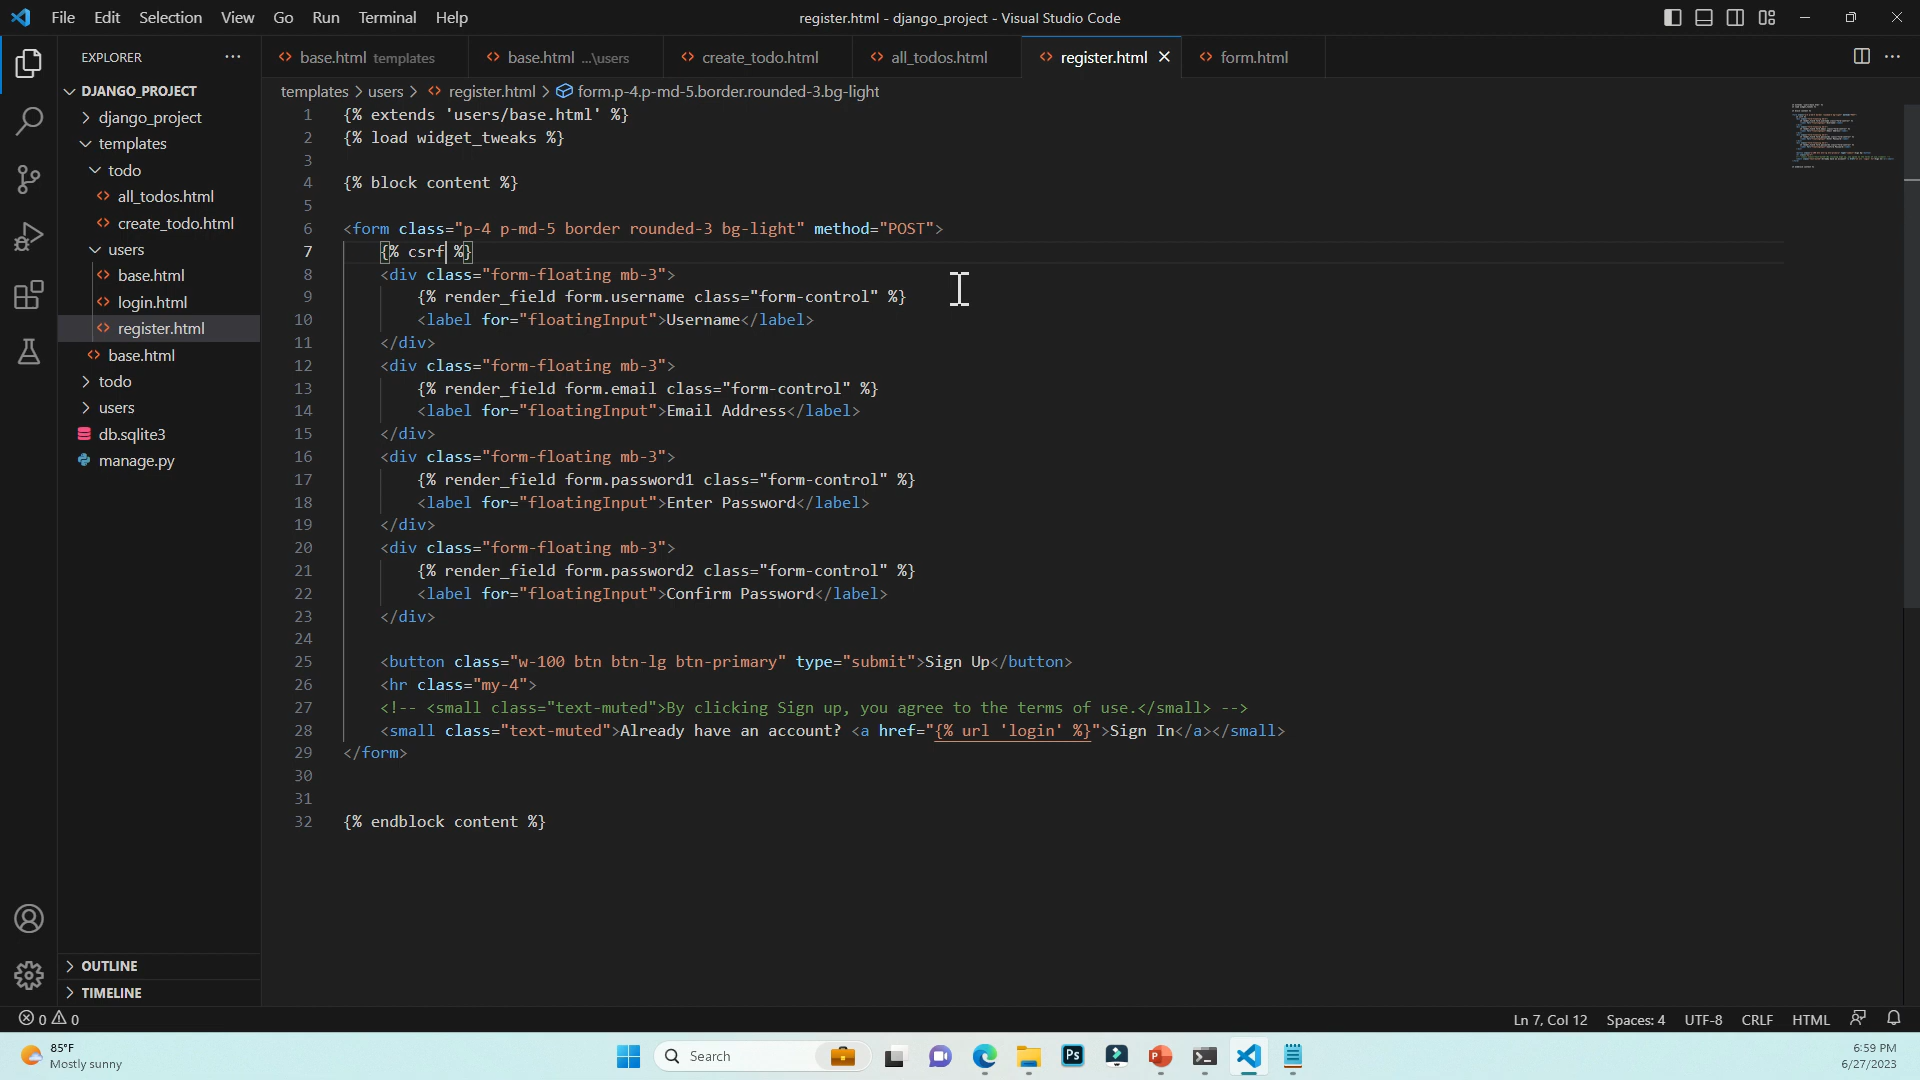 File Edit Selection View Go Run Terminal Help
register.html - django_project - Visual Studio Code
EXPLORER
base.html templates
base.html ...\users
create_todo.html
all_todos.html
register.html
form.html
DJANGO_PROJECT
django_project
templates
todo
all_todos.html
create_todo.html
users
base.html
login.html
register.html
base.html
todo
users
db.sqlite3
manage.py
OUTLINE
TIMELINE
templates > users > register.html > form.p-4.p-md-5.border.rounded-3.bg-light
1 {% extends 'users/base.html' %}
2 {% load widget_tweaks %}
3
4 {% block content %}
5
6 <form class="p-4 p-md-5 border rounded-3 bg-light" method="POST">
7 {% csrf %}
8 <div class="form-floating mb-3">
9 {% render_field form.username class="form-control" %}
10 <label for="floatingInput">Username</label>
11 </div>
12 <div class="form-floating mb-3">
13 {% render_field form.email class="form-control" %}
14 <label for="floatingInput">Email Address</label>
15 </div>
16 <div class="form-floating mb-3">
17 {% render_field form.password1 class="form-control" %}
18 <label for="floatingInput">Enter Password</label>
19 </div>
20 <div class="form-floating mb-3">
21 {% render_field form.password2 class="form-control" %}
22 <label for="floatingInput">Confirm Password</label>
23 </div>
24
25 <button class="w-100 btn btn-lg btn-primary" type="submit">Sign Up</button>
26 <hr class="my-4">
27 <!-- <small class="text-muted">By clicking Sign up, you agree to the terms of use.</small> -->
28 <small class="text-muted">Already have an account? <a href="{% url 'login' %}">Sign In</a></small>
29 </form>
30
31
32 {% endblock content %}
0 0
Ln 7, Col 12 Spaces: 4 UTF-8 CRLF HTML
85°F
Mostly sunny
Search
Ps
6:59 PM
6/27/2023